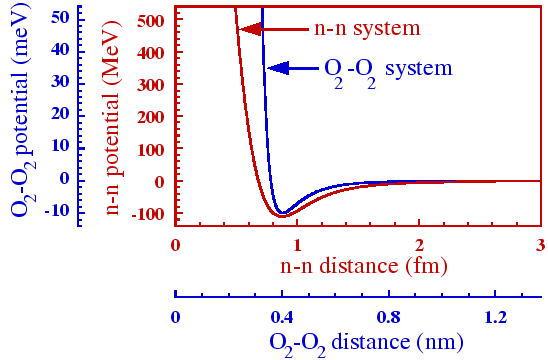 O2-O2 potential (meV)
50
40
30
20
10
0
-10
n-n potential (MeV)
500
400
300
200
100
0
-100
n-n system
O2-O2 system
0 1 2 3
n-n distance (fm)
0 0.4 0.8 1.2
O2-O2 distance (nm)